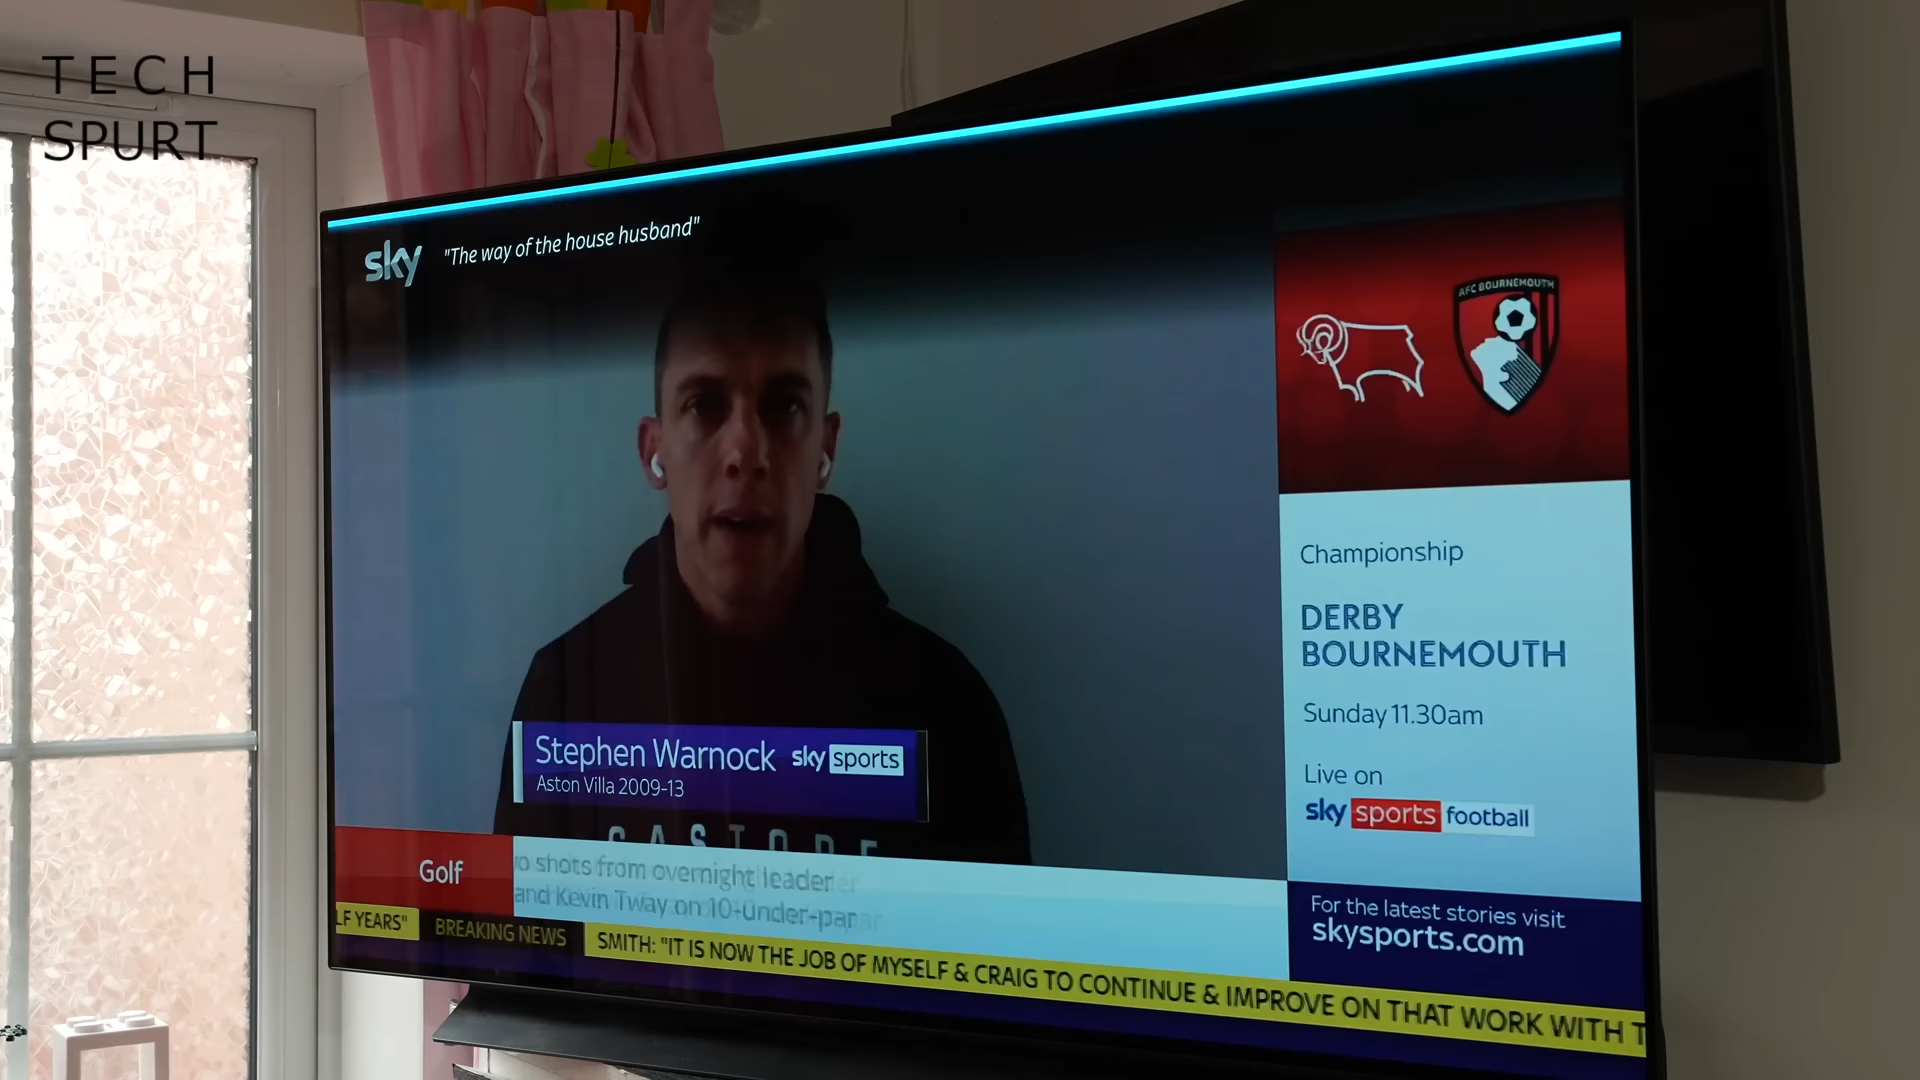 TECH
SPURT
sky
"The way of the house husband"
AFC BOURNEMOUTH
Championship
DERBY
BOURNEMOUTH
Sunday 11.30am
Live on
sky sports football
Stephen Warnock sky sports
Aston Villa 2009-13
CASTORE
Golf
o shots from overnight leader
and Kevin Tway on 10-under-par
LF YEARS"
BREAKING NEWS
SMITH: "IT IS NOW THE JOB OF MYSELF & CRAIG TO CONTINUE & IMPROVE ON THAT WORK WITH T
For the latest stories visit
skysports.com